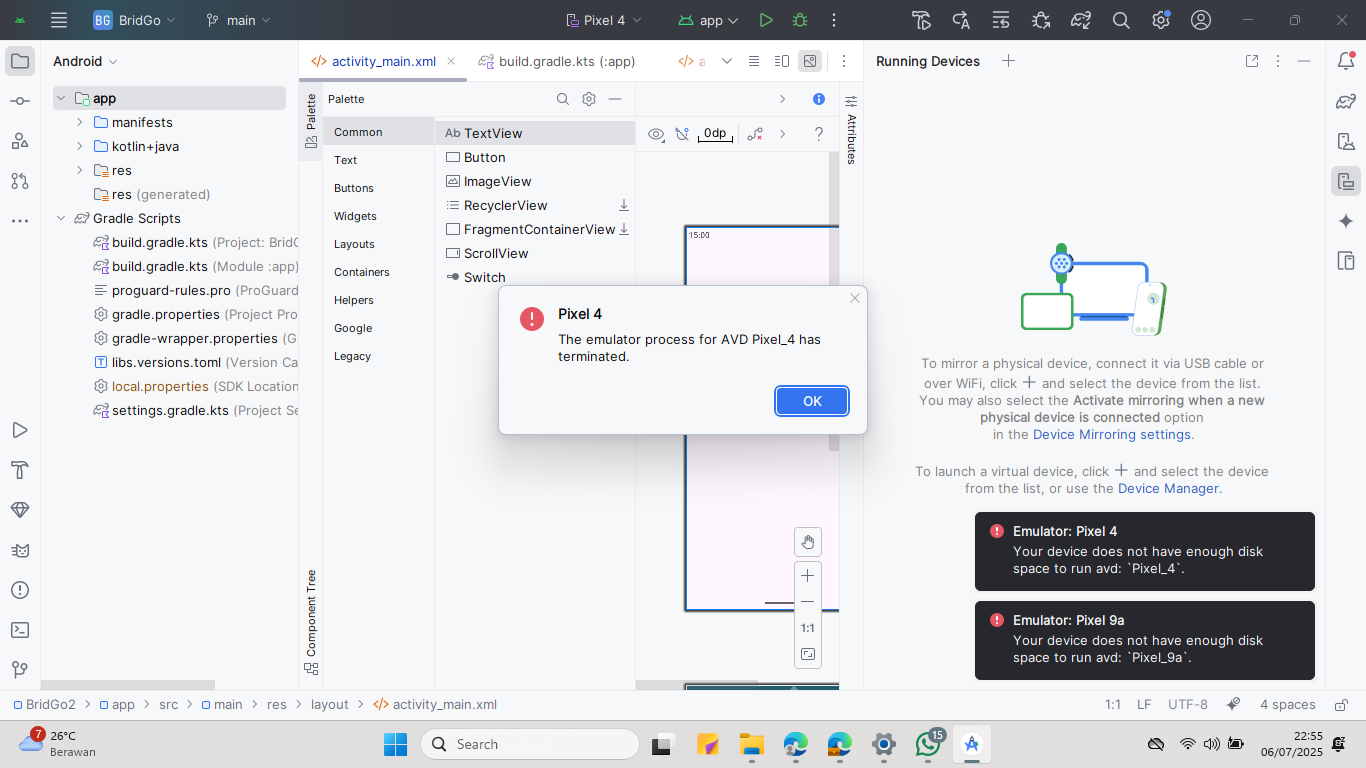 BG BridGo
main
Pixel 4
app
Android
activity_main.xml
build.gradle.kts (:app)
a
Running Devices
app
manifests
kotlin+java
res
res (generated)
Gradle Scripts
build.gradle.kts (Project: BridG
build.gradle.kts (Module :app)
proguard-rules.pro (ProGuard
gradle.properties (Project Pro
gradle-wrapper.properties (G
libs.versions.toml (Version Ca
local.properties (SDK Location
settings.gradle.kts (Project Se
Palette
Component Tree
Palette
Common
Text
Buttons
Widgets
Layouts
Containers
Helpers
Google
Legacy
Ab TextView
Button
ImageView
RecyclerView
FragmentContainerView
ScrollView
Switch
0dp
?
Attributes
15:00
1:1
Pixel 4
The emulator process for AVD Pixel_4 has
terminated.
OK
To mirror a physical device, connect it via USB cable or
over WiFi, click + and select the device from the list.
You may also select the Activate mirroring when a new
physical device is connected option
in the Device Mirroring settings.
To launch a virtual device, click + and select the device
from the list, or use the Device Manager.
Emulator: Pixel 4
Your device does not have enough disk
space to run avd: `Pixel_4`.
Emulator: Pixel 9a
Your device does not have enough disk
space to run avd: `Pixel_9a`.
BridGo2 > app > src > main > res > layout > activity_main.xml
1:1 LF UTF-8 4 spaces
7
26°C
Berawan
Search
15
22:55
06/07/2025